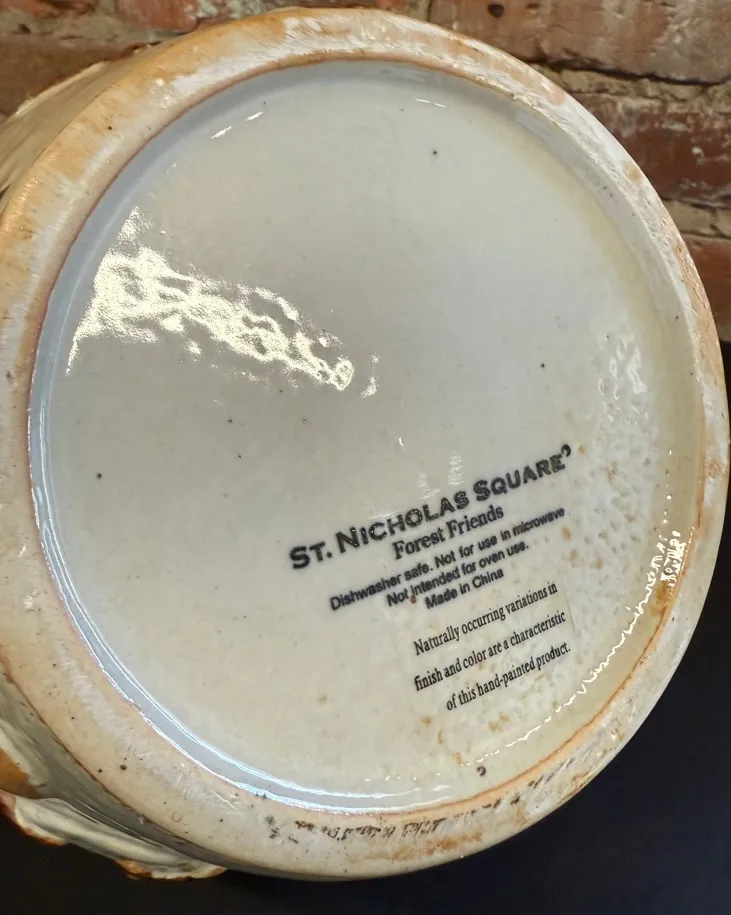 ST. NICHOLAS SQUARE®
Forest Friends
Dishwasher safe. Not for use in microwave
Not intended for oven use.
Made in China
Naturally occurring variations in
finish and color are a characteristic
of this hand-painted product.